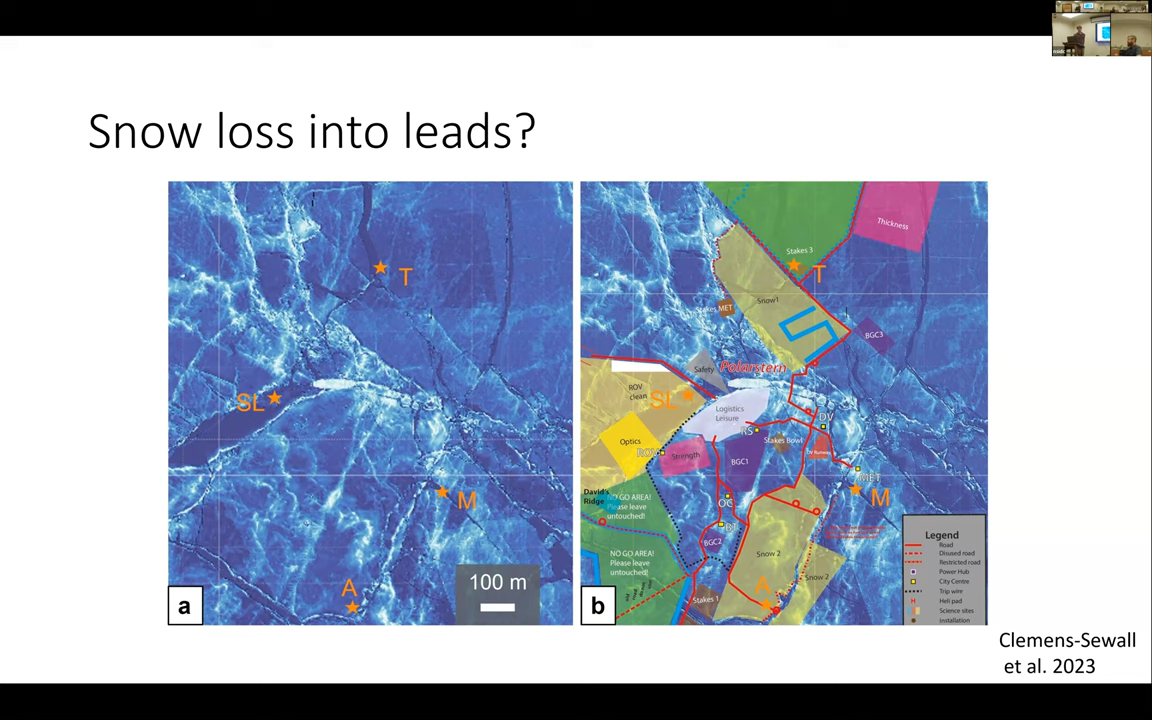 Snow loss into leads?
T
SL
M
A
100 m
a
Thickness
Stakes 3
T
Snow1
Stakes MET
BGC3
Safety
Polarstern
ROV
clean
SL
Logistics
Leisure
DV
Optics
RS
Stakes Bowl
ROV
Strength
BGC1
MET
M
David's
Ridge
NO GO AREA!
Please leave
untouched!
OC
BGC2
Snow 2
NO GO AREA!
Please leave
untouched!
A
Snow 2
Stakes 1
b
Legend
Road
Disused road
Restricted road
Power Hub
City Centre
Trip wire
H
Heli pad
Science sites
Installation
Clemens-Sewall
et al. 2023